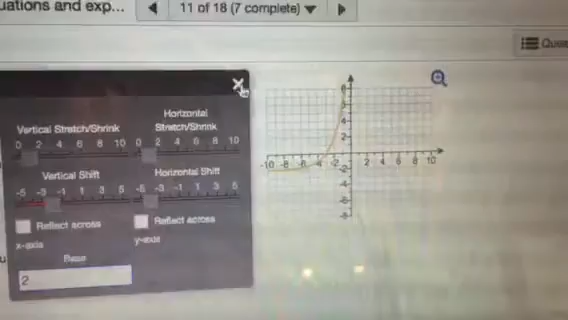 uations and exp...
11 of 18 (7 complete)
Ques
Vertical Stretch/Shrink
0 2 4 6 8 10
Horizontal
Stretch/Shrink
0 2 4 6 8 10
Vertical Shift
-5 -3 -1 1 3 5
Horizontal Shift
-5 -3 -1 1 3 5
Reflect across
x-axis
Reflect across
y-axis
Base
2
8
4
2
-10 -8 -6 -4 -2 2 4 6 8 10
-2
-4
-6
-8